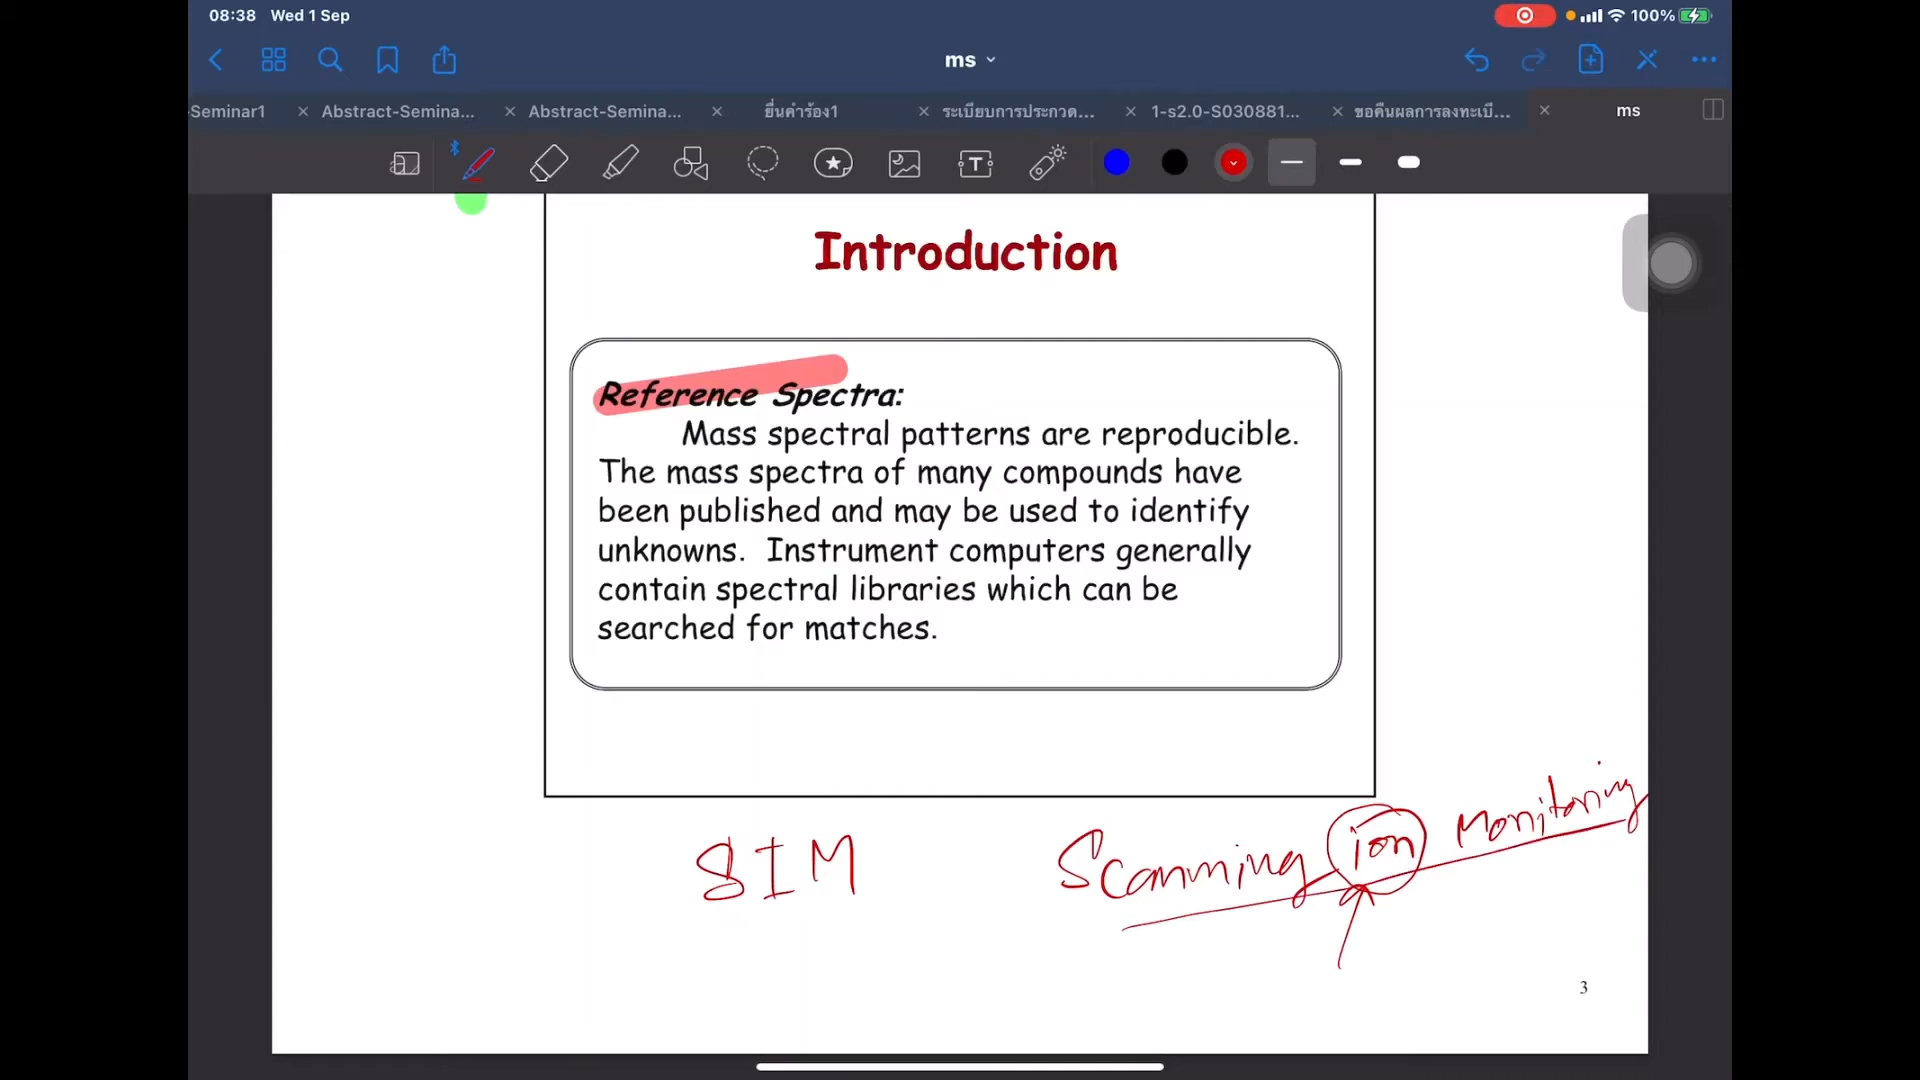 08:38 Wed 1 Sep
100%
ms
-Seminar1
Abstract-Semina...
Abstract-Semina...
ยื่นคำร้อง1
ระเบียบการประกวด...
1-s2.0-S030881...
ขอคืนผลการลงทะเบี...
ms
Introduction
Reference Spectra:
Mass spectral patterns are reproducible.
The mass spectra of many compounds have
been published and may be used to identify
unknowns. Instrument computers generally
contain spectral libraries which can be
searched for matches.
SIM
Scanning ion Monitoring
3